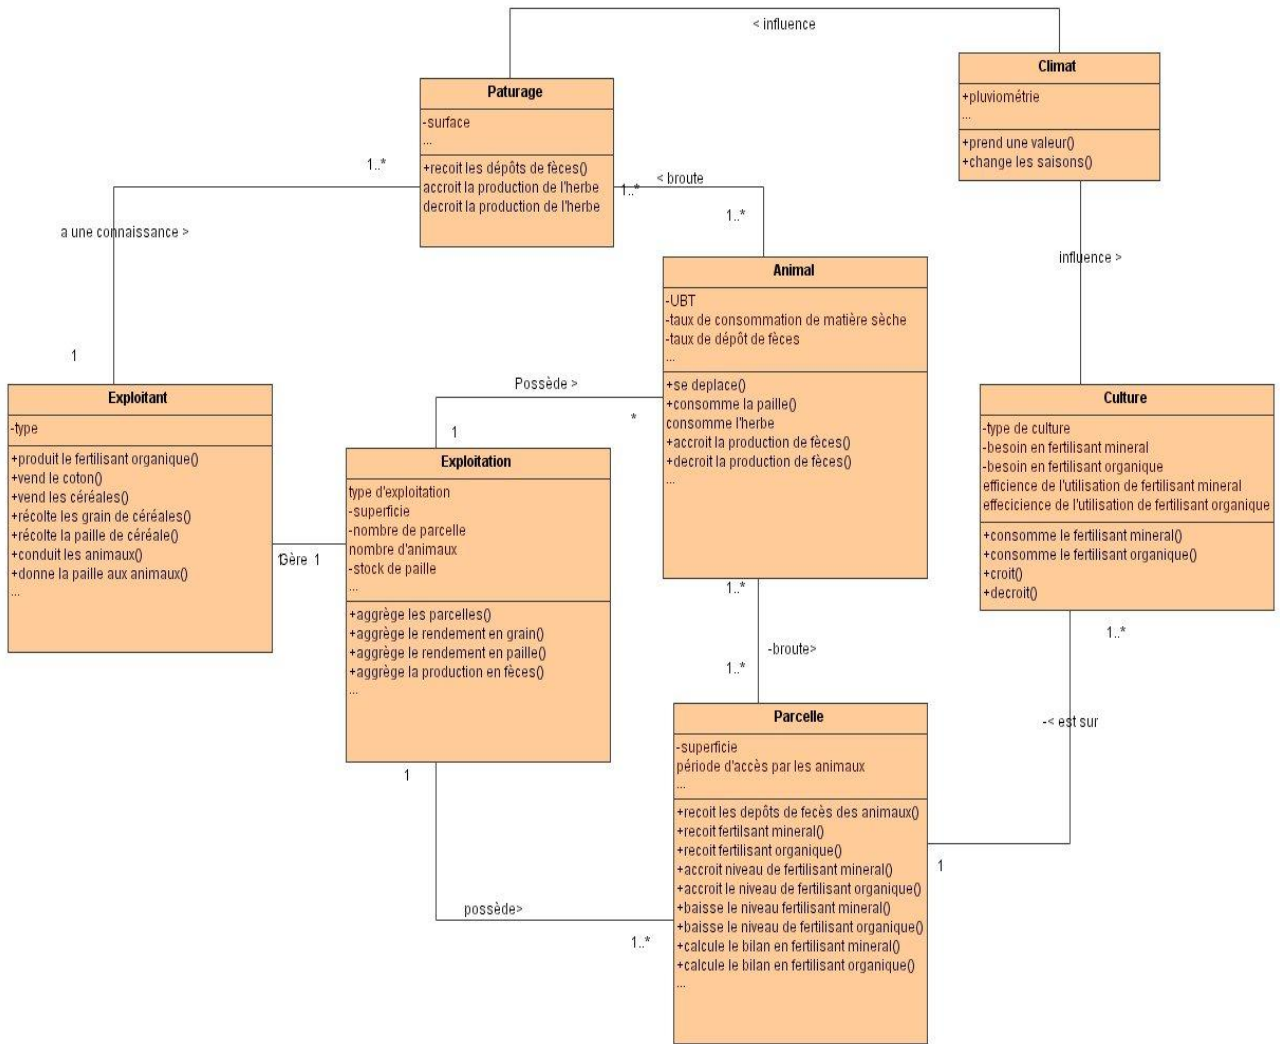 < influence
Climat
+pluviométrie
...
+prend une valeur()
+change les saisons()
Paturage
-surface
...
+recoit les dépôts de fèces()
accroit la production de l'herbe
decroit la production de l'herbe
1..*
1..*
< broute
1..*
a une connaissance >
1
influence >
Animal
-UBT
-taux de consommation de matière sèche
-taux de dépôt de fèces
...
+se deplace()
+consomme la paille()
consomme l'herbe
+accroit la production de fèces()
+decroit la production de fèces()
...
Possède >
*
1
Exploitant
-type
+produit le fertilisant organique()
+vend le coton()
+vend les céréales()
+récolte les grain de céréales()
+récolte la paille de céréale()
+conduit les animaux()
+donne la paille aux animaux()
...
1
Gère 1
Exploitation
type d'exploitation
-superficie
-nombre de parcelle
nombre d'animaux
-stock de paille
...
+aggrège les parcelles()
+aggrège le rendement en grain()
+aggrège le rendement en paille()
+aggrège la production en fèces()
...
Culture
-type de culture
-besoin en fertilisant mineral
-besoin en fertilisant organique
efficience de l'utilisation de fertilisant mineral
effecicience de l'utilisation de fertilisant organique
+consomme le fertilisant mineral()
+consomme le fertilisant organique()
+croit()
+decroit()
1..*
1..*
-broute>
1..*
-< est sur
1
possède>
1..*
Parcelle
-superficie
période d'accès par les animaux
...
+recoit les depôts de fecès des animaux()
+recoit fertilsant mineral()
+recoit fertilisant organique()
+accroit niveau de fertilisant mineral()
+accroit le niveau de fertilisant organique()
+baisse le niveau fertilisant mineral()
+baisse le niveau de fertilisant organique()
+calcule le bilan en fertilisant mineral()
+calcule le bilan en fertilisant organique()
...
1